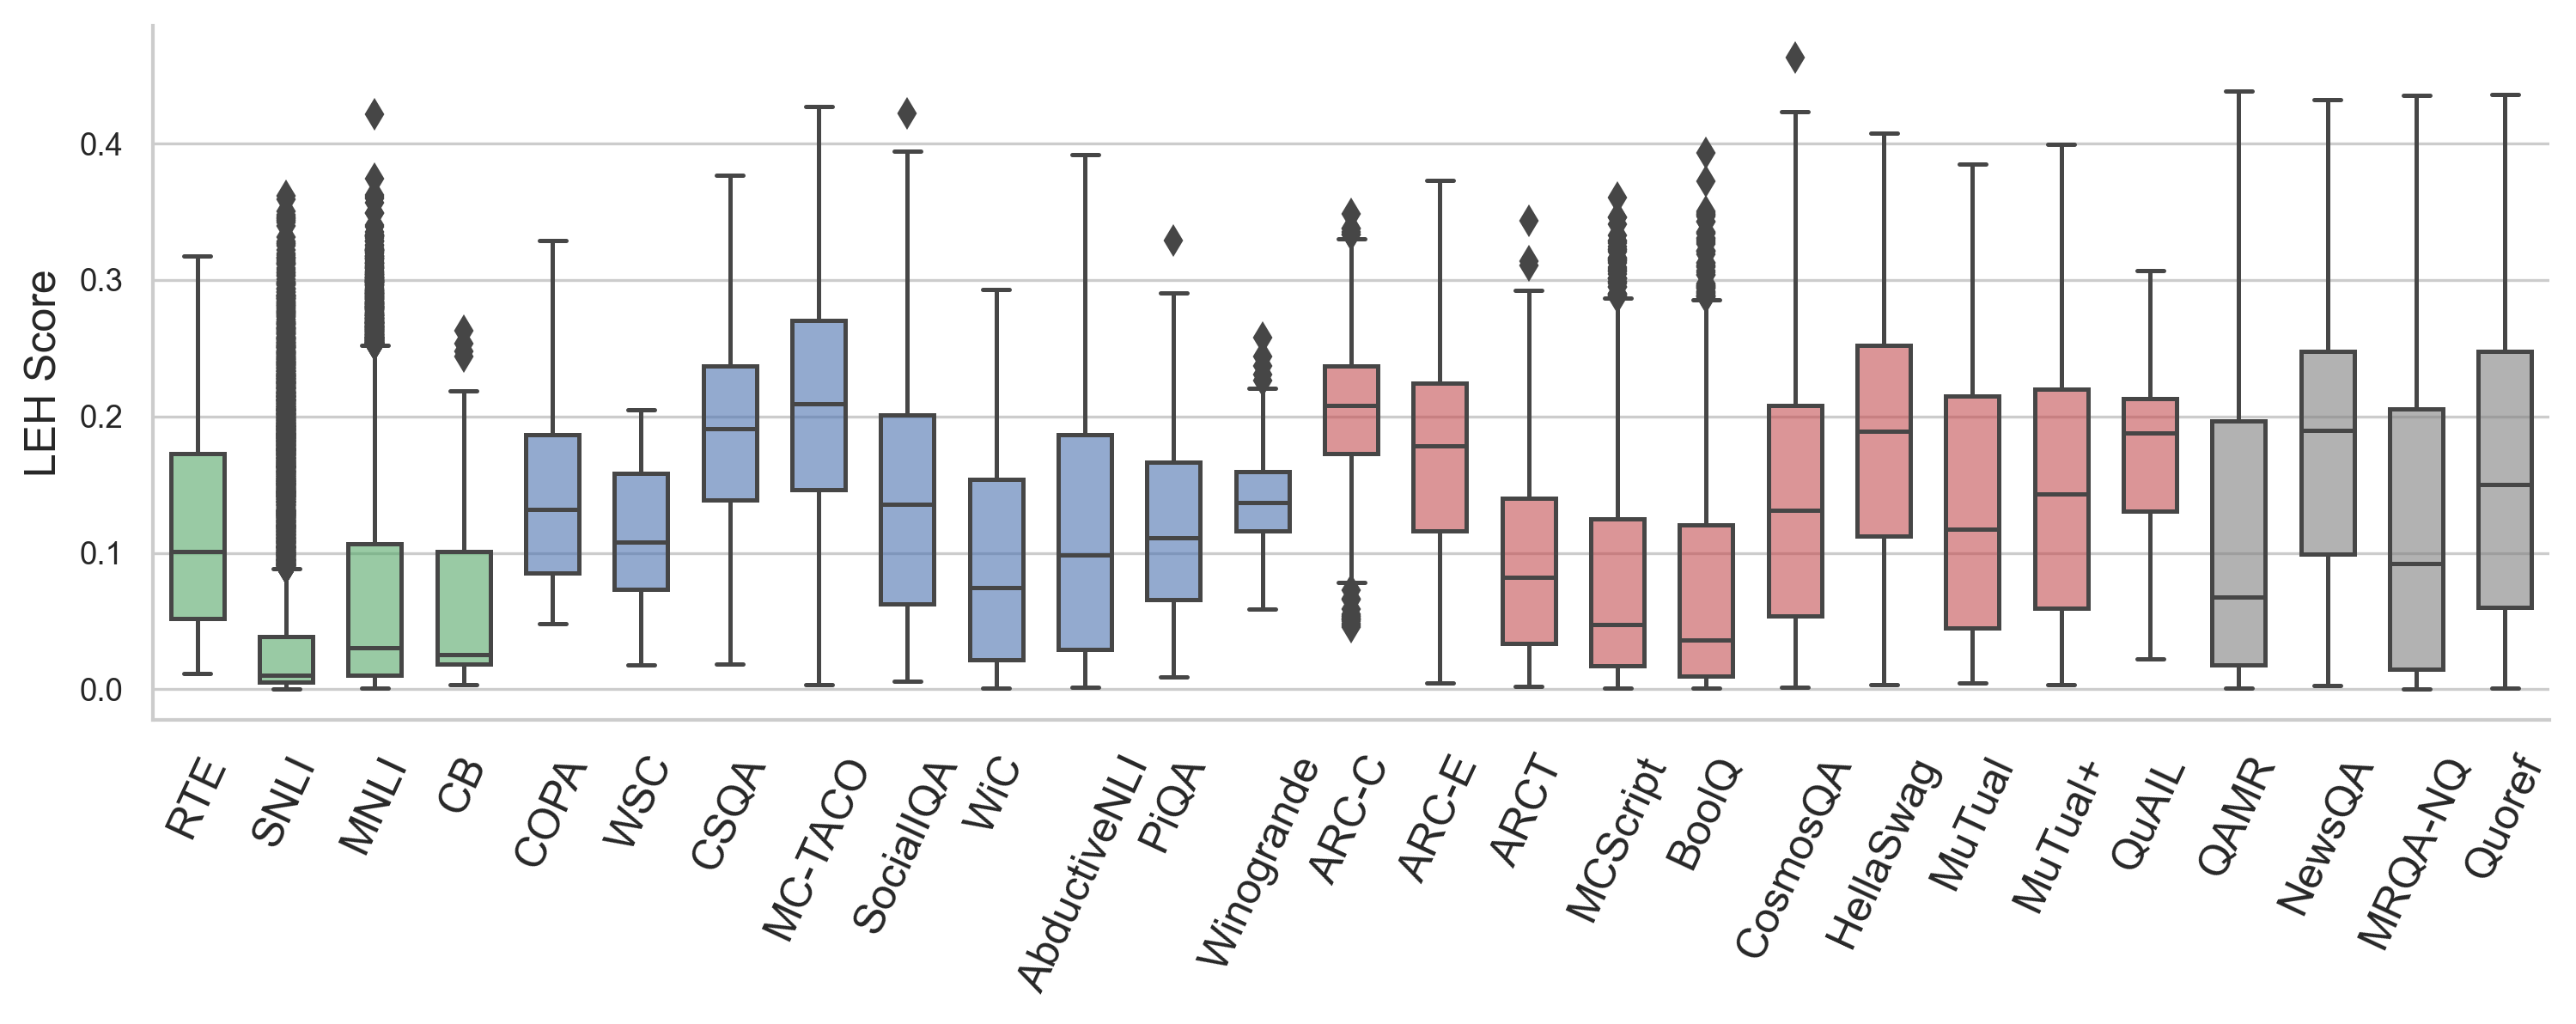 LEH Score
0.4
0.3
0.2
0.1
0.0
RTE
SNLI
MNLI
CB
COPA
WSC
CSQA
MC-TACO
SocialIQA
WiC
AbductiveNLI
PiQA
Winogrande
ARC-C
ARC-E
ARCT
MCScript
BoolQ
CosmosQA
HellaSwag
MuTual
MuTual+
QuAIL
QAMR
NewsQA
MRQA-NQ
Quoref